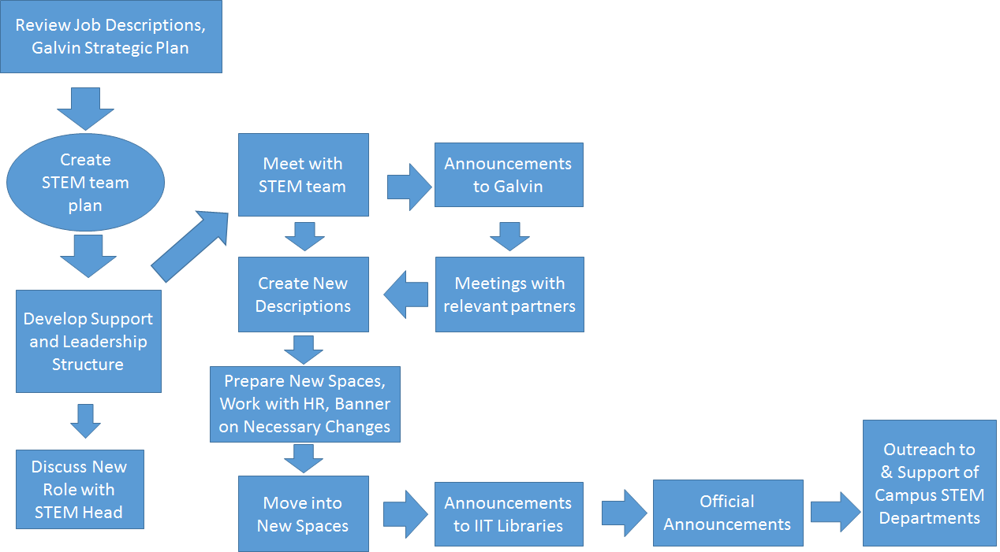 Review Job Descriptions,
Galvin Strategic Plan
Create
STEM team
plan
Develop Support
and Leadership
Structure
Discuss New
Role with
STEM Head
Meet with
STEM team
Announcements
to Galvin
Meetings with
relevant partners
Create New
Descriptions
Prepare New Spaces,
Work with HR, Banner
on Necessary Changes
Move into
New Spaces
Announcements
to IIT Libraries
Official
Announcements
Outreach to
& Support of
Campus STEM
Departments